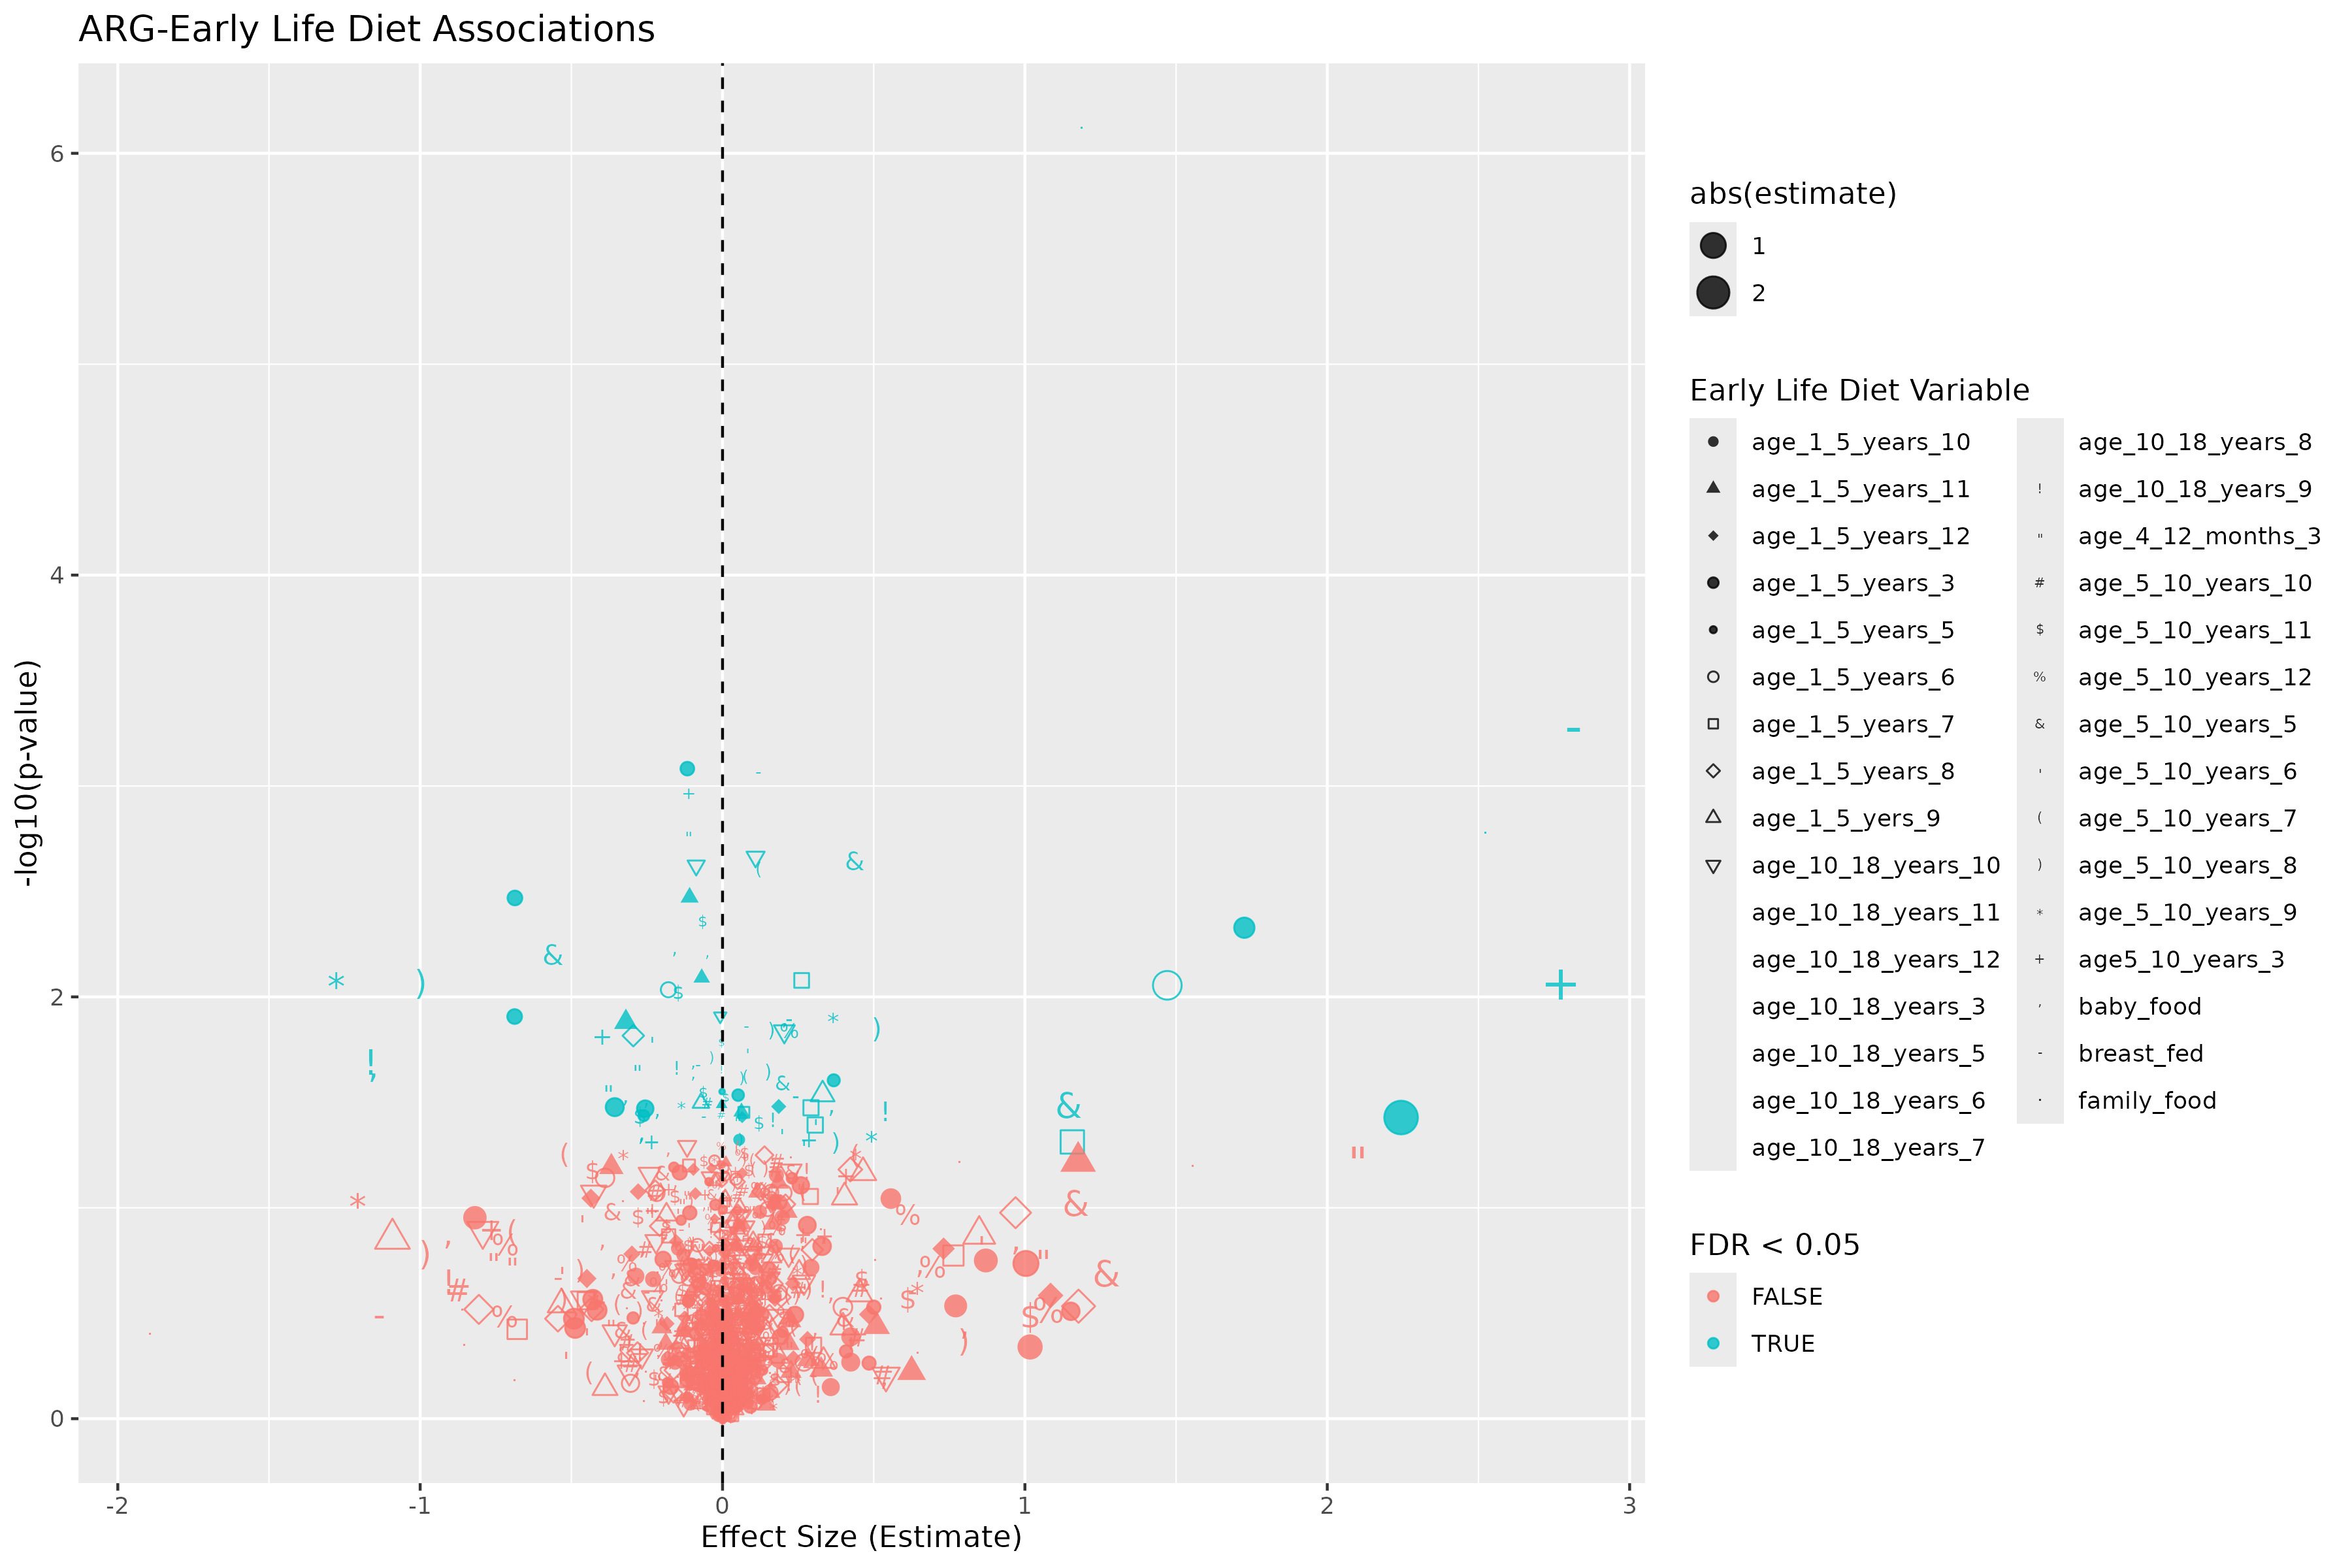 ARG-Early Life Diet Associations
-log10(p-value)
6
4
2
0
-2
-1
0
1
2
3
Effect Size (Estimate)
abs(estimate)
1
2
Early Life Diet Variable
age_1_5_years_10
age_1_5_years_11
age_1_5_years_12
age_1_5_years_3
age_1_5_years_5
age_1_5_years_6
age_1_5_years_7
age_1_5_years_8
age_1_5_yers_9
age_10_18_years_10
age_10_18_years_11
age_10_18_years_12
age_10_18_years_3
age_10_18_years_5
age_10_18_years_6
age_10_18_years_7
age_10_18_years_8
! age_10_18_years_9
" age_4_12_months_3
# age_5_10_years_10
$ age_5_10_years_11
% age_5_10_years_12
& age_5_10_years_5
' age_5_10_years_6
( age_5_10_years_7
) age_5_10_years_8
* age_5_10_years_9
+ age5_10_years_3
, baby_food
- breast_fed
. family_food
FDR < 0.05
FALSE
TRUE